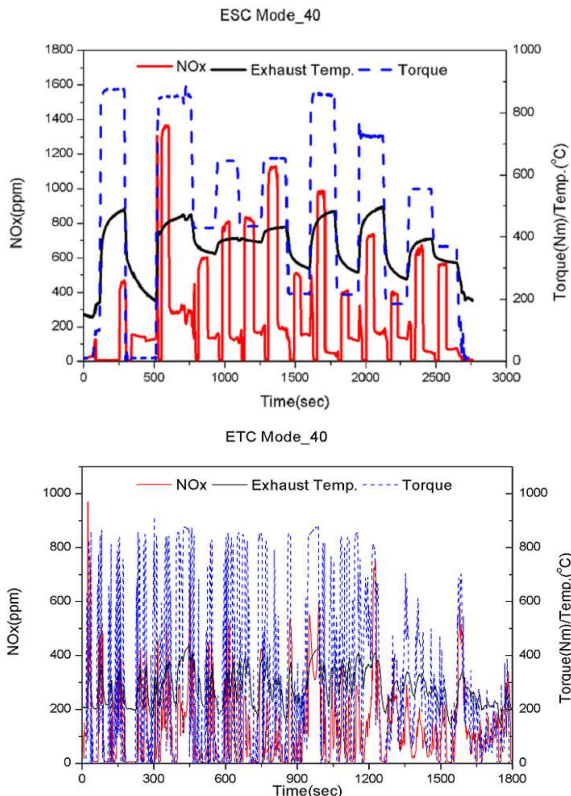 ESC Mode_40
NOx Exhaust Temp. Torque
1800
1600
1400
1200
1000
800
600
400
200
0
NOx(ppm)
1000
800
600
400
200
0
Torque(Nm)/Temp.(°C)
0 500 1000 1500 2000 2500 3000
Time(sec)
ETC Mode_40
NOx Exhaust Temp. Torque
1000
800
600
400
200
0
NOx(ppm)
1000
800
600
400
200
0
Torque(Nm)/Temp.(°C)
0 300 600 900 1200 1500 1800
Time(sec)